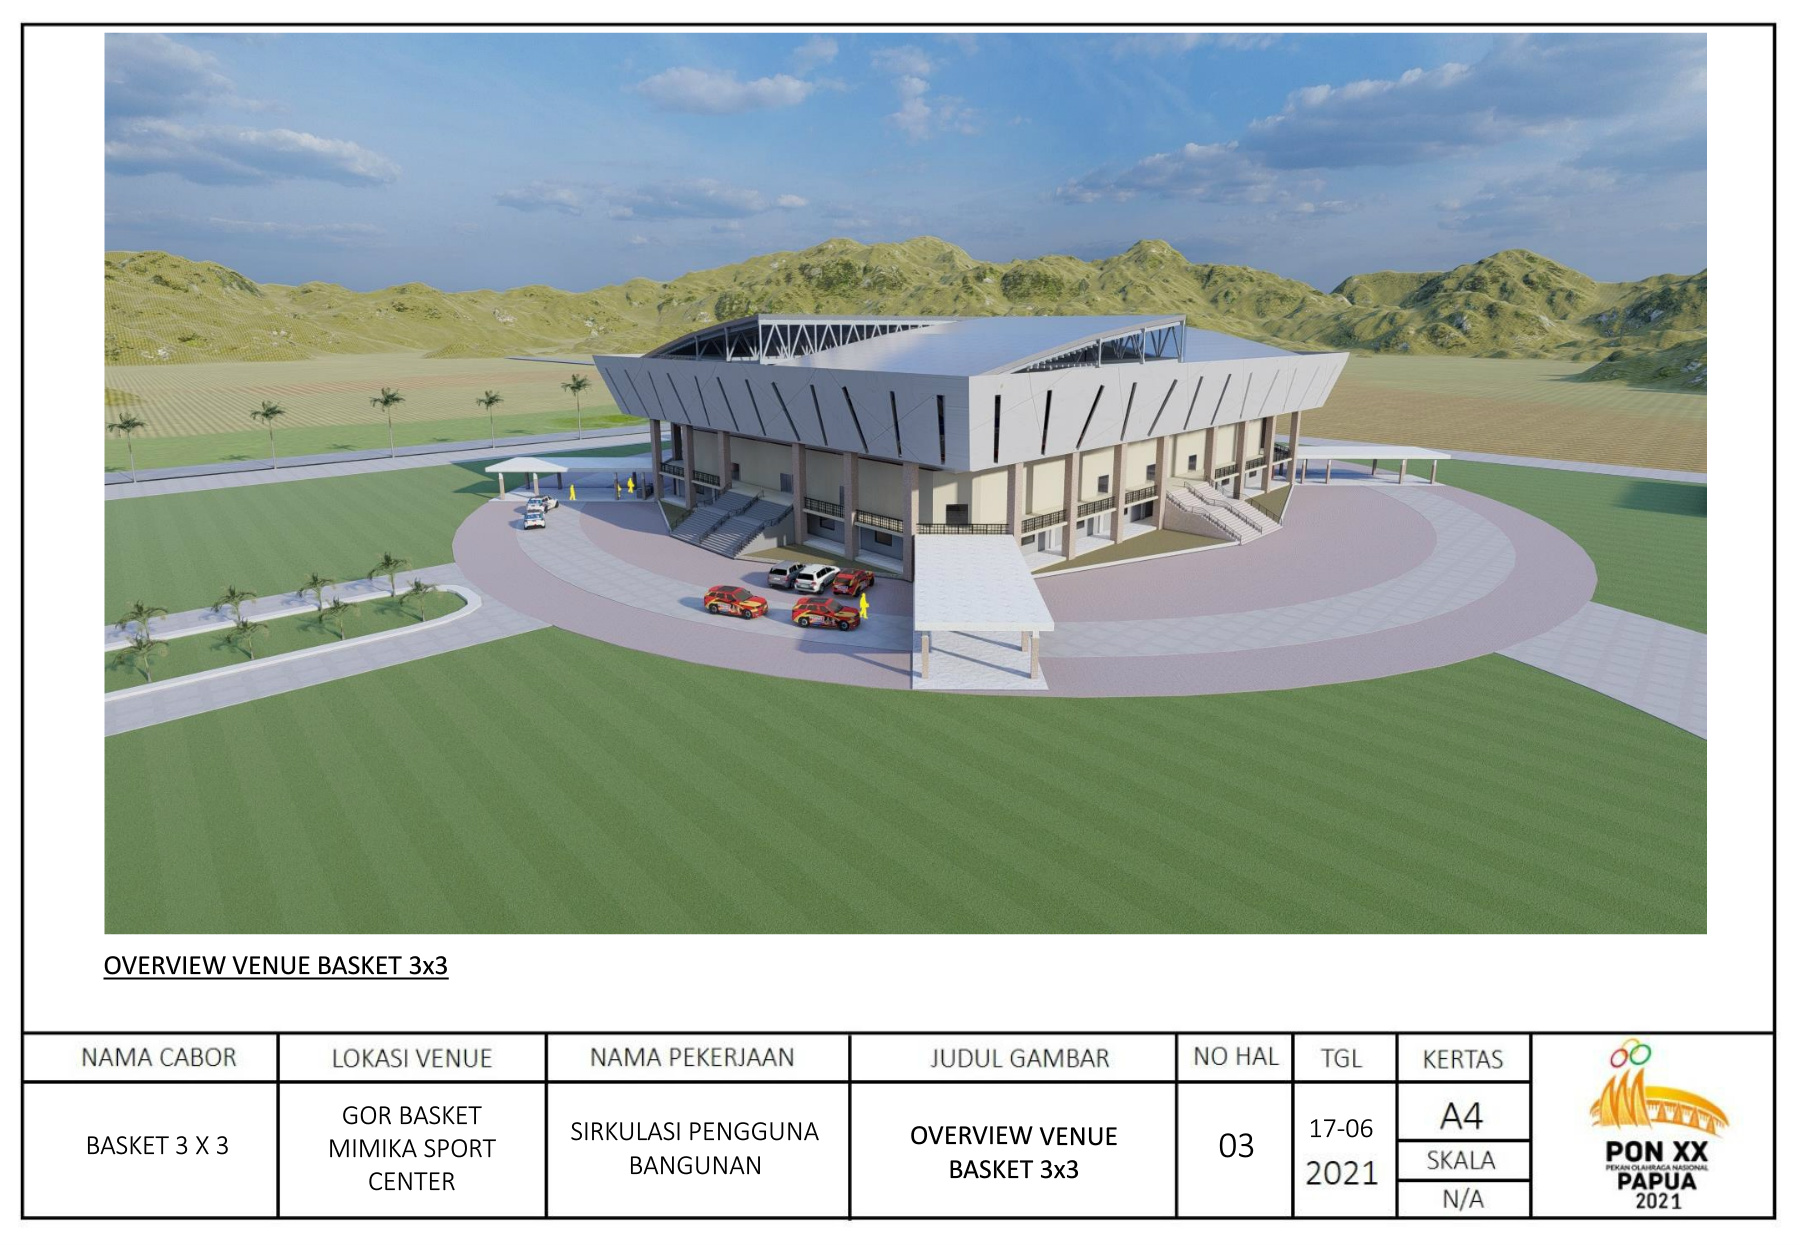 OVERVIEW VENUE BASKET 3x3
NAMA CABOR
LOKASI VENUE
NAMA PEKERJAAN
JUDUL GAMBAR
NO HAL
TGL
KERTAS
BASKET 3 X 3
GOR BASKET
MIMIKA SPORT
CENTER
SIRKULASI PENGGUNA
BANGUNAN
OVERVIEW VENUE
BASKET 3x3
03
17-06
2021
A4
SKALA
N/A
PON XX
PEKAN OLAHRAGA NASIONAL
PAPUA
2021